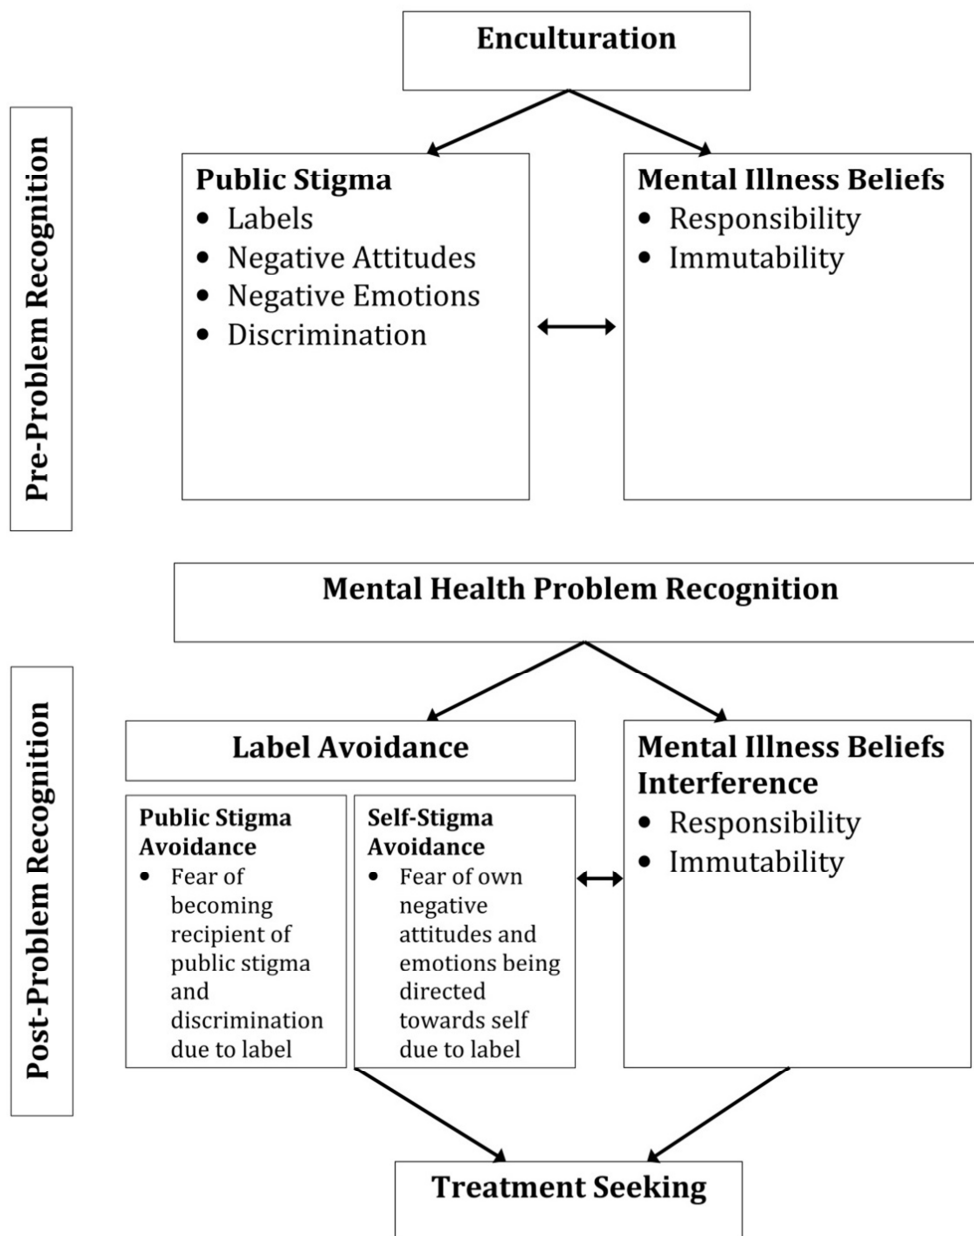 Enculturation
Pre-Problem Recognition
Public Stigma
• Labels
• Negative Attitudes
• Negative Emotions
• Discrimination
Mental Illness Beliefs
• Responsibility
• Immutability
Mental Health Problem Recognition
Post-Problem Recognition
Label Avoidance
Public Stigma
Avoidance
• Fear of
becoming
recipient of
public stigma
and
discrimination
due to label
Self-Stigma
Avoidance
• Fear of own
negative
attitudes and
emotions being
directed
towards self
due to label
Mental Illness Beliefs
Interference
• Responsibility
• Immutability
Treatment Seeking